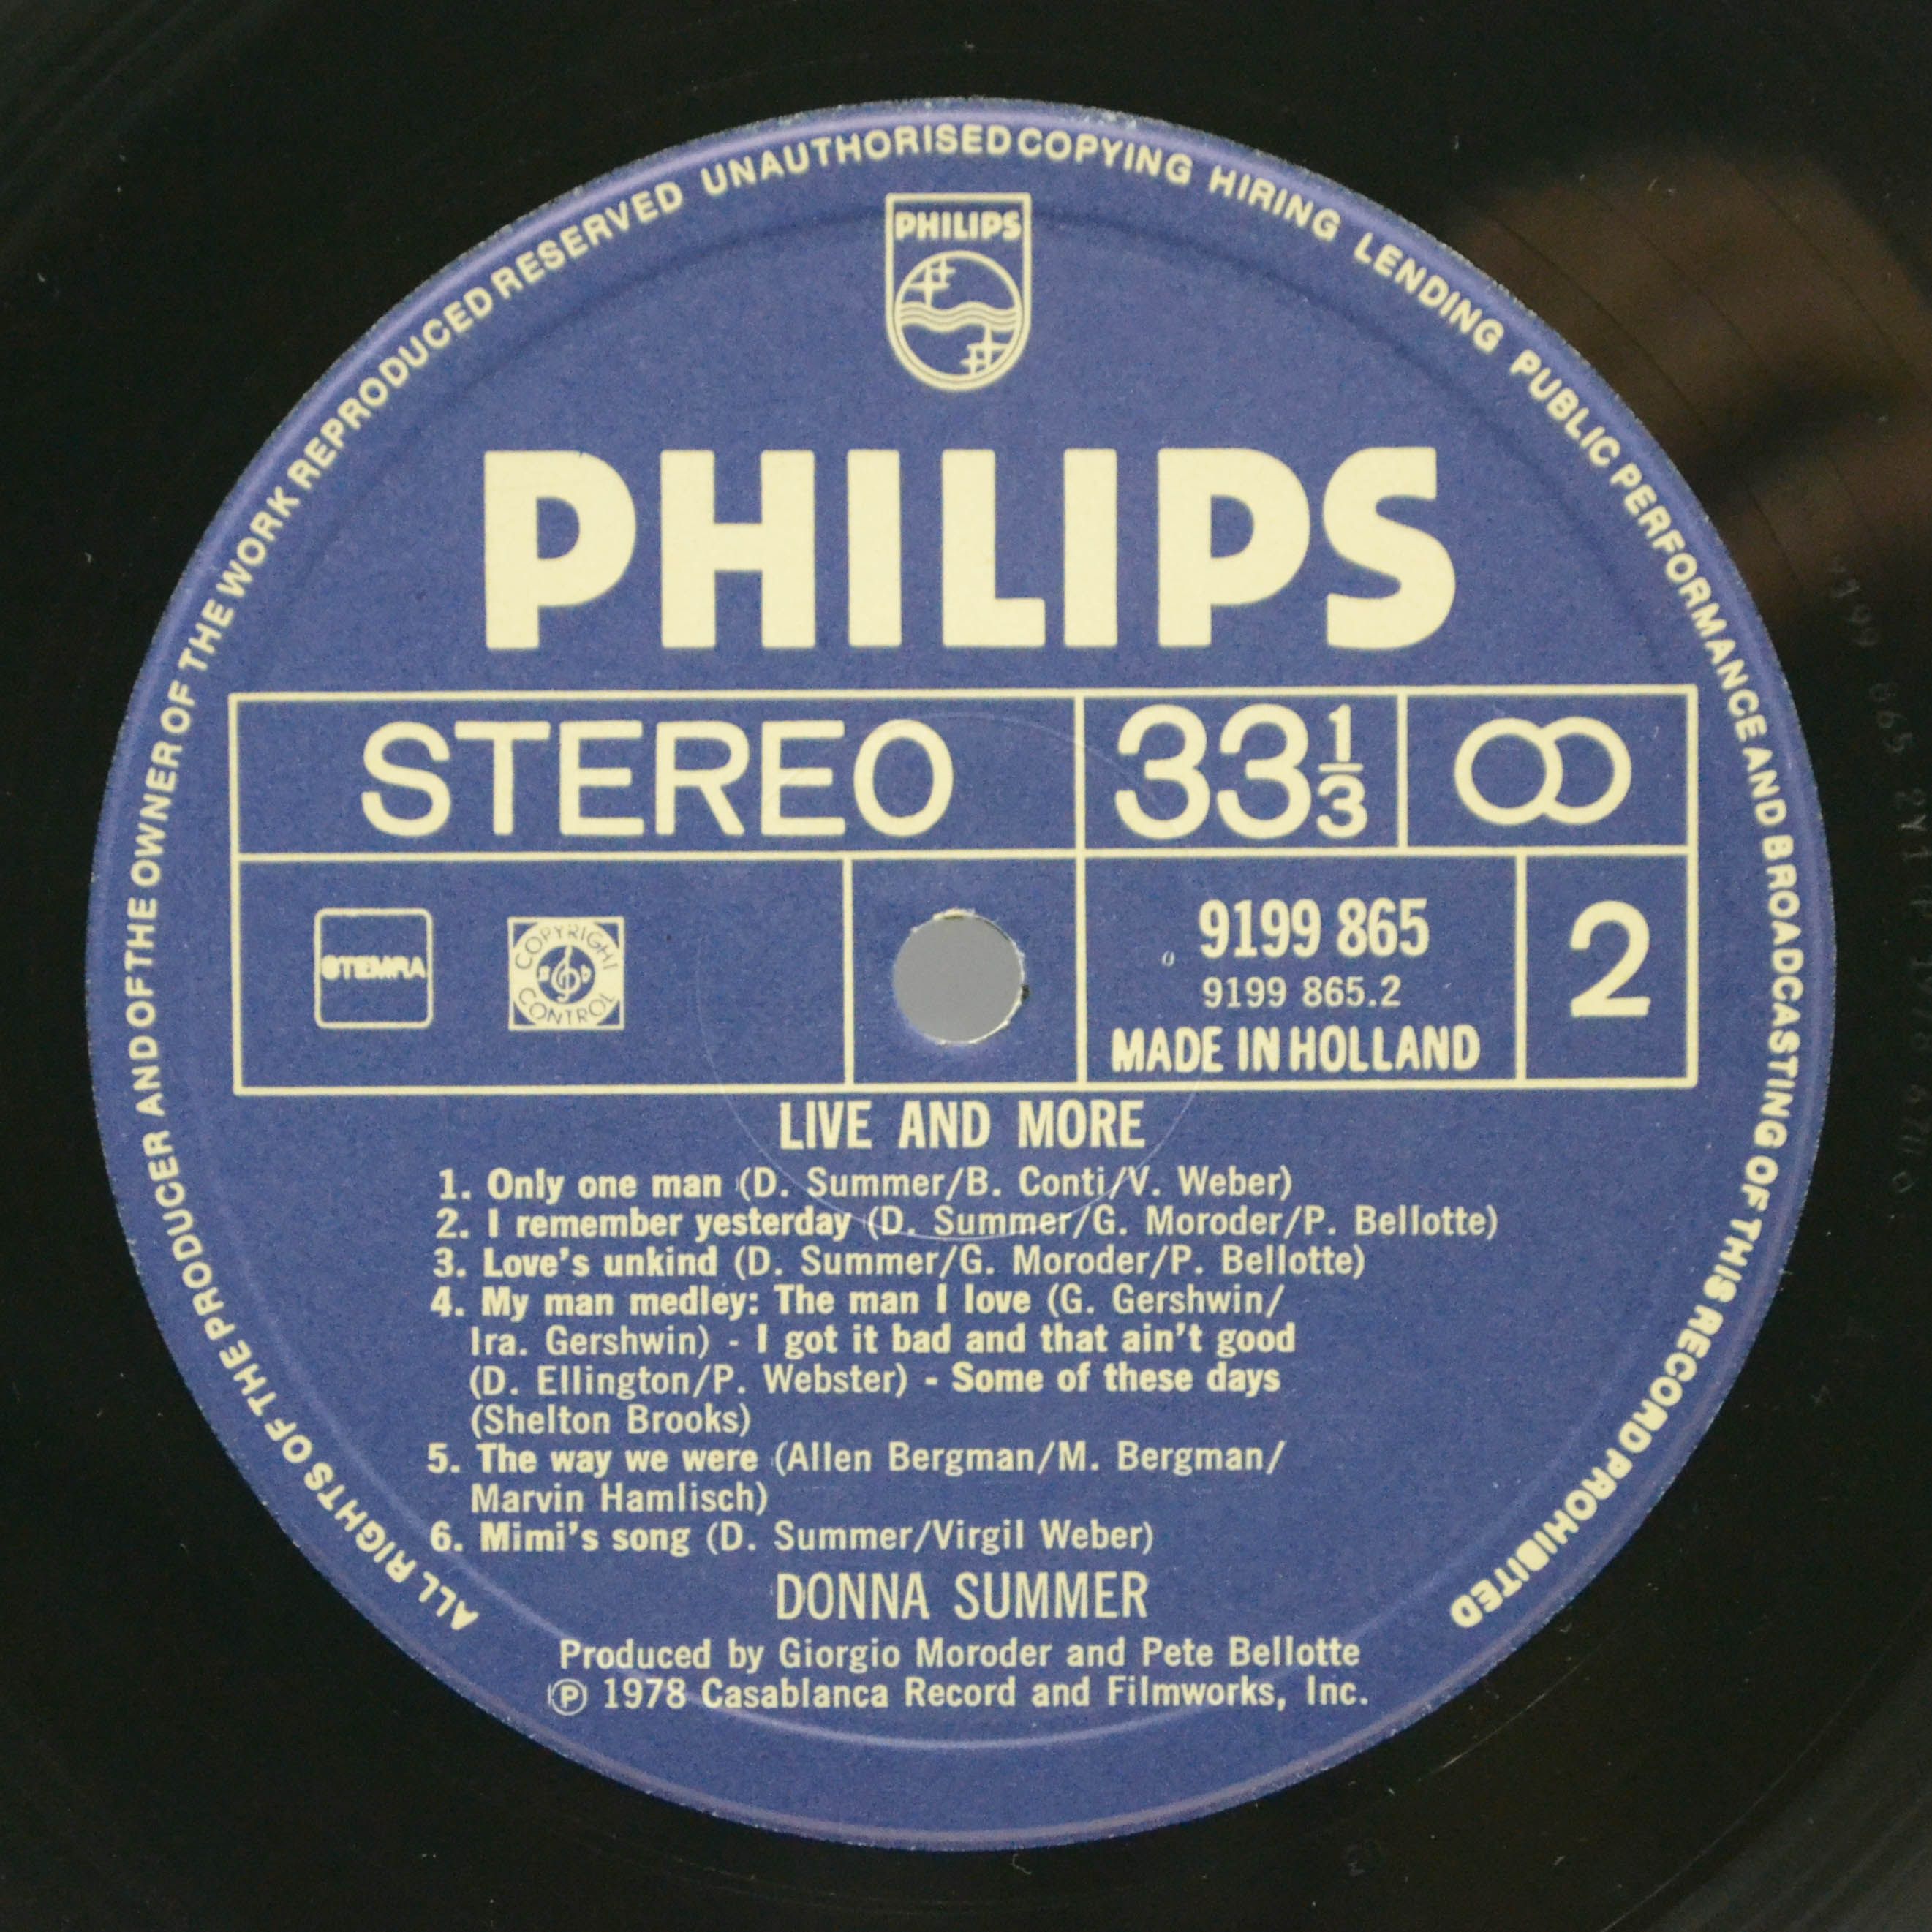 ALL RIGHTS OF THE PRODUCER AND OF THE OWNER OF THE WORK REPRODUCED RESERVED UNAUTHORISED COPYING HIRING LENDING PUBLIC PERFORMANCE AND BROADCASTING OF THIS RECORD PROHIBITED
PHILIPS
PHILIPS
STEREO 33 1/3
STEMRA COPYRIGHT CONTROL 9199 865 2
9199 865.2
MADE IN HOLLAND
LIVE AND MORE
1. Only one man (D. Summer/B. Conti/V. Weber)
2. I remember yesterday (D. Summer/G. Moroder/P. Bellotte)
3. Love's unkind (D. Summer/G. Moroder/P. Bellotte)
4. My man medley: The man I love (G. Gershwin/
Ira. Gershwin) - I got it bad and that ain't good
(D. Ellington/P. Webster) - Some of these days
(Shelton Brooks)
5. The way we were (Allen Bergman/M. Bergman/
Marvin Hamlisch)
6. Mimi's song (D. Summer/Virgil Weber)
DONNA SUMMER
Produced by Giorgio Moroder and Pete Bellotte
Ⓟ 1978 Casablanca Record and Filmworks, Inc.